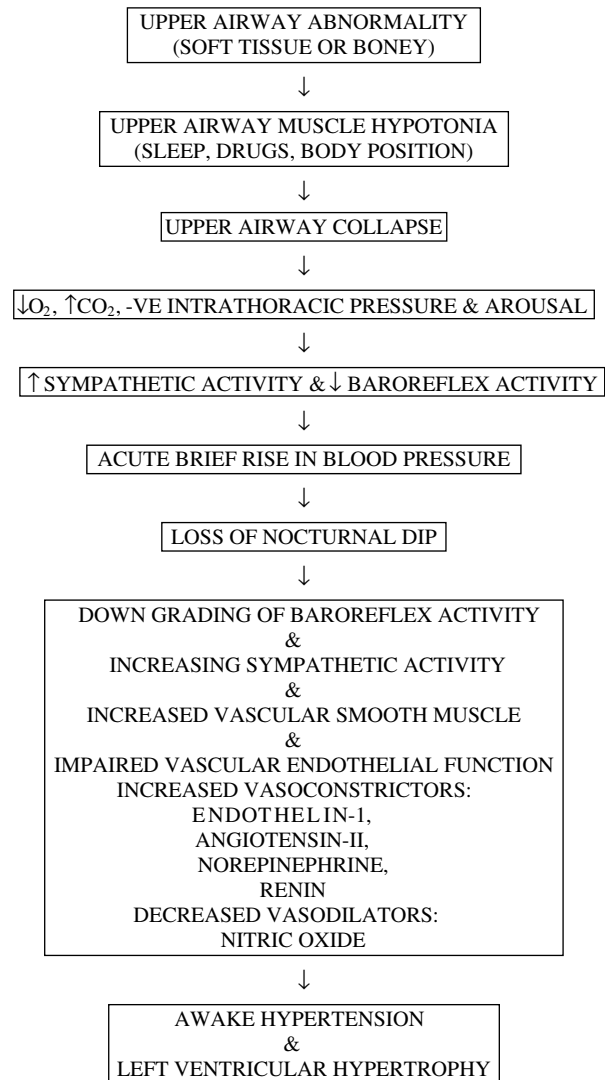 UPPER AIRWAY ABNORMALITY
(SOFT TISSUE OR BONEY)
↓
UPPER AIRWAY MUSCLE HYPOTONIA
(SLEEP, DRUGS, BODY POSITION)
↓
UPPER AIRWAY COLLAPSE
↓
↓O₂, ↑CO₂, -VE INTRATHORACIC PRESSURE & AROUSAL
↓
↑ SYMPATHETIC ACTIVITY & ↓ BAROREFLEX ACTIVITY
↓
ACUTE BRIEF RISE IN BLOOD PRESSURE
↓
LOSS OF NOCTURNAL DIP
↓
DOWN GRADING OF BAROREFLEX ACTIVITY
&
INCREASING SYMPATHETIC ACTIVITY
&
INCREASED VASCULAR SMOOTH MUSCLE
&
IMPAIRED VASCULAR ENDOTHELIAL FUNCTION
INCREASED VASOCONSTRICTORS:
ENDOTHELIN-1,
ANGIOTENSIN-II,
NOREPINEPHRINE,
RENIN
DECREASED VASODILATORS:
NITRIC OXIDE
↓
AWAKE HYPERTENSION
&
LEFT VENTRICULAR HYPERTROPHY